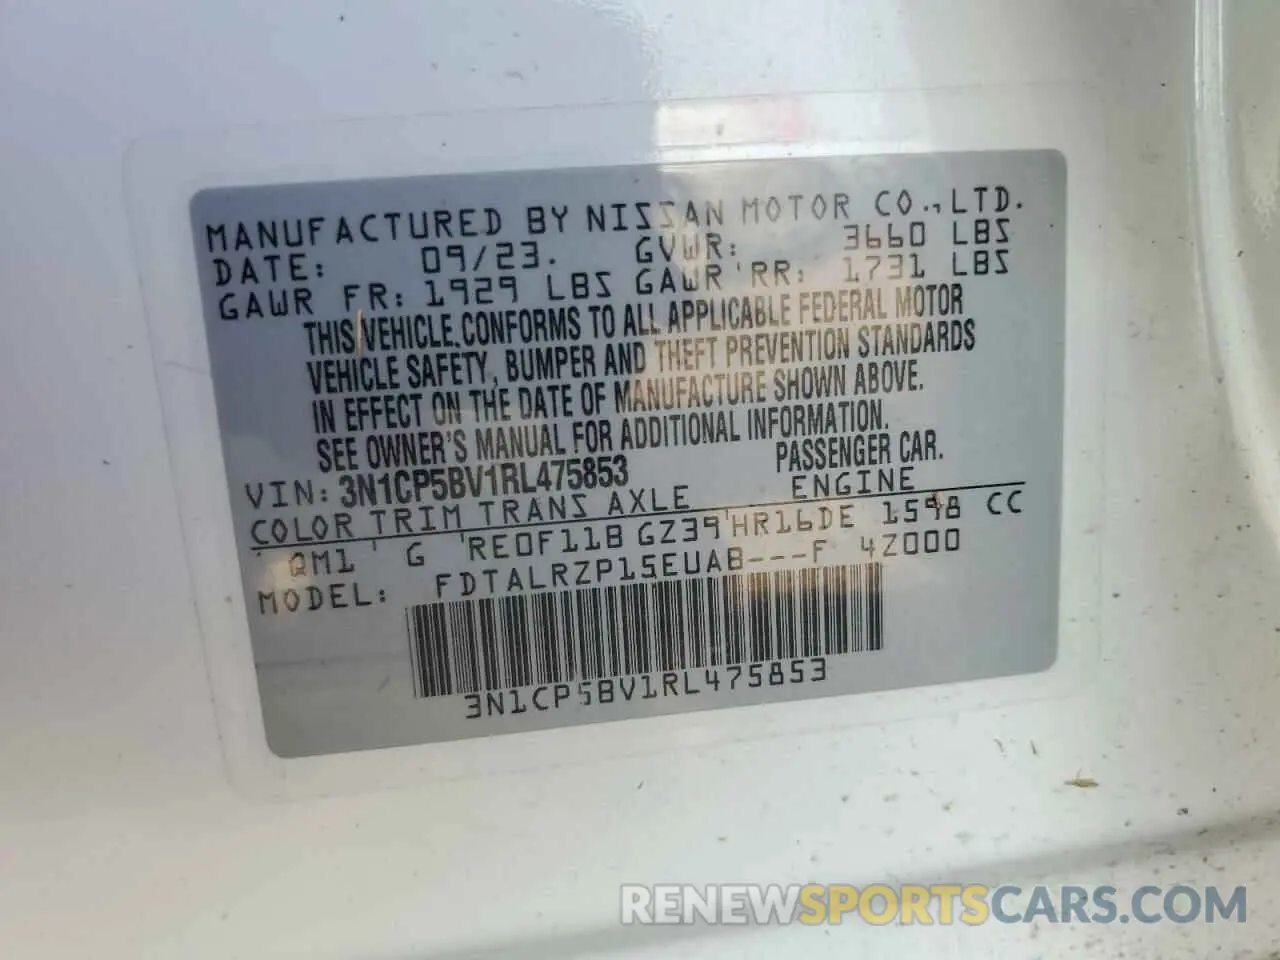 MANUFACTURED BY NISSAN MOTOR CO., LTD.
DATE: 09/23. GVWR: 3660 LBS
GAWR FR: 1929 LBS GAWR RR: 1731 LBS
THIS VEHICLE CONFORMS TO ALL APPLICABLE FEDERAL MOTOR
VEHICLE SAFETY, BUMPER AND THEFT PREVENTION STANDARDS
IN EFFECT ON THE DATE OF MANUFACTURE SHOWN ABOVE.
SEE OWNER'S MANUAL FOR ADDITIONAL INFORMATION.
VIN: 3N1CP5BV1RL475853 PASSENGER CAR.
COLOR TRIM TRANS AXLE ENGINE
QM1 G RE0F11B GZ39 HR16DE 1598 CC
MODEL: FDTALRZP15EUAB---F 4Z000
3N1CP5BV1RL475853
RENEWSPORTSCARS.COM